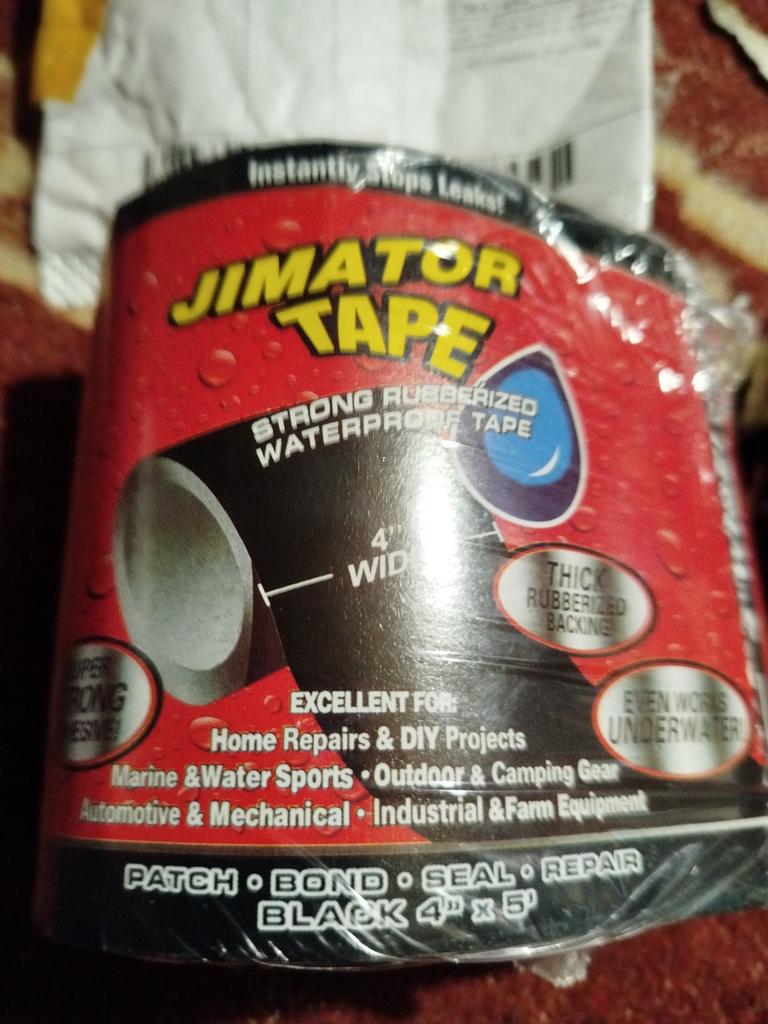 Instantly Stops Leaks!
JIMATOR
TAPE
STRONG RUBBERIZED
WATERPROOF TAPE
4"
WIDE
THICK
RUBBERIZED
BACKING!
EVEN WORKS
UNDERWATER!
EXCELLENT FOR:
Home Repairs & DIY Projects
Marine &Water Sports • Outdoor & Camping Gear
Automotive & Mechanical • Industrial &Farm Equipment
PATCH • BOND • SEAL • REPAIR
BLACK 4" x 5'